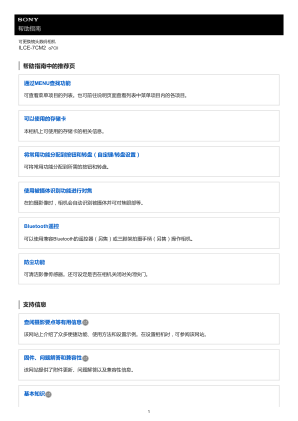 SONY
帮助指南
可更换镜头数码相机
ILCE-7CM2 α7CII
帮助指南中的推荐页
通过MENU查找功能
可查看菜单项目的列表。也可前往说明页面查看列表中菜单项目内的各项目。
可以使用的存储卡
本相机上可使用的存储卡的相关信息。
将常用功能分配到按钮和转盘（自定键/转盘设置）
可将常用功能分配到所需的按钮和转盘。
使用被摄体识别功能进行对焦
在拍摄影像时，相机会自动识别被摄体并可对焦眼部等。
Bluetooth遥控
可以使用兼容Bluetooth的遥控器（另售）或三脚架拍摄手柄（另售）操作相机。
防尘功能
可清洁影像传感器。还可设定是否在相机关闭时关闭快门。
支持信息
查阅摄影要点等有用信息
该网站上介绍了众多便捷功能、使用方法和设置示例。在设置相机时，可参阅该网站。
固件、问题解答和兼容性
该网站提供了附件更新、问题解答以及兼容性信息。
基本知识
1